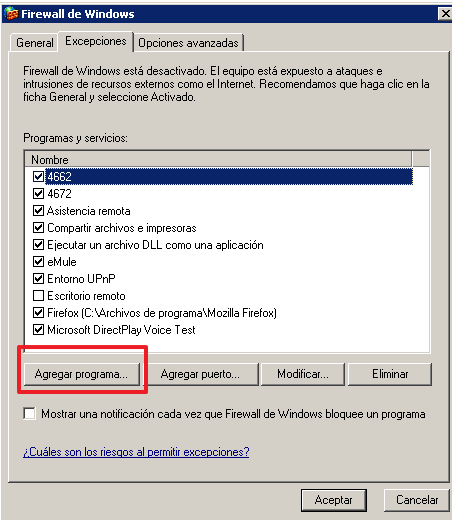 Firewall de Windows
General
Excepciones
Opciones avanzadas
Firewall de Windows está desactivado. El equipo está expuesto a ataques e
intrusiones de recursos externos como el Internet. Recomendamos que haga clic en la
ficha General y seleccione Activado.
Programas y servicios:
Nombre
4662
4672
Asistencia remota
Compartir archivos e impresoras
Ejecutar un archivo DLL como una aplicación
eMule
Entorno UPnP
Escritorio remoto
Firefox (C:\Archivos de programa\Mozilla Firefox)
Microsoft DirectPlay Voice Test
Agregar programa...
Agregar puerto...
Modificar...
Eliminar
Mostrar una notificación cada vez que Firewall de Windows bloquee un programa
¿Cuáles son los riesgos al permitir excepciones?
Aceptar
Cancelar